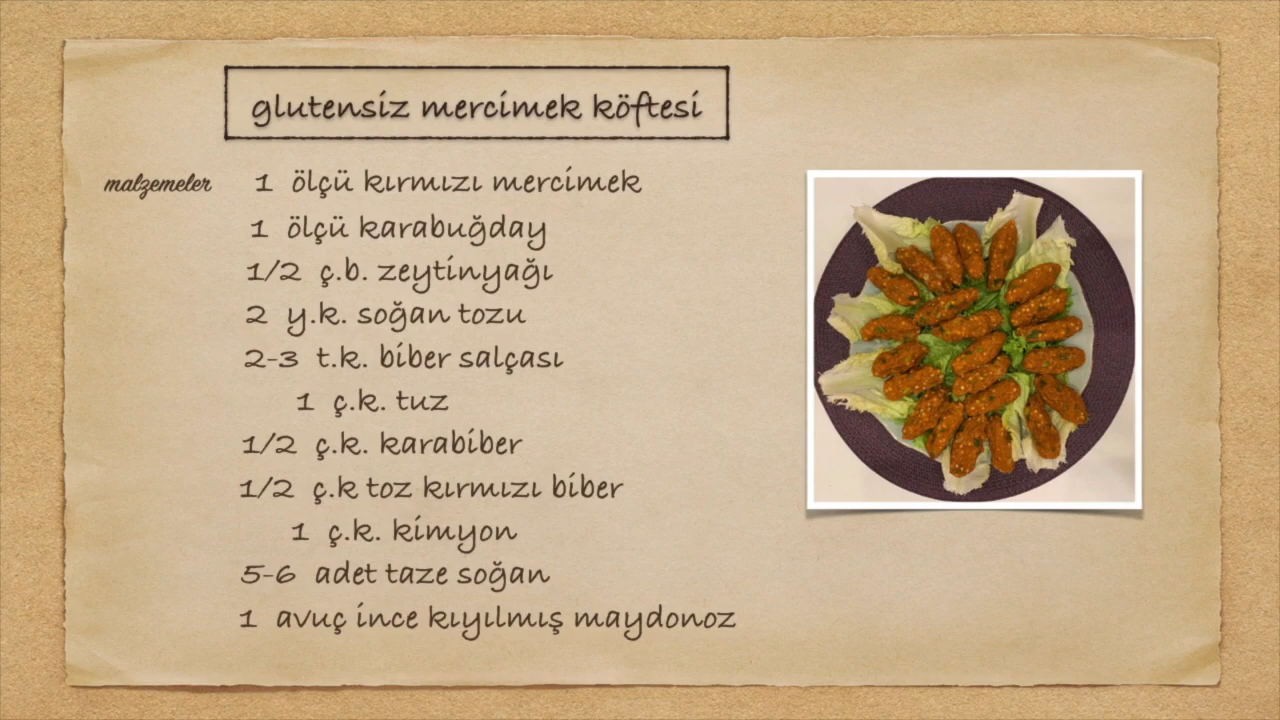 glutensiz mercimek köftesi
malzemeler 1 ölçü kırmızı mercimek
1 ölçü karabuğday
1/2 ç.b. zeytinyağı
2 y.k. soğan tozu
2-3 t.k. biber salçası
1 ç.k. tuz
1/2 ç.k. karabiber
1/2 ç.k toz kırmızı biber
1 ç.k. kimyon
5-6 adet taze soğan
1 avuç ince kıyılmış maydonoz